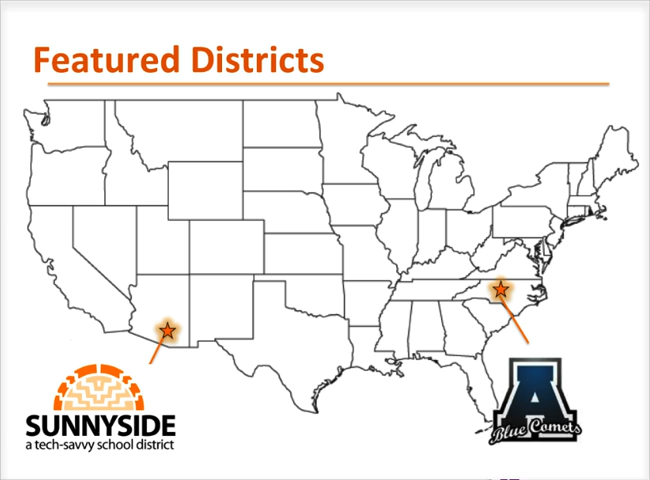 Featured Districts
SUNNYSIDE
a tech-savvy school district
A
Blue Comets